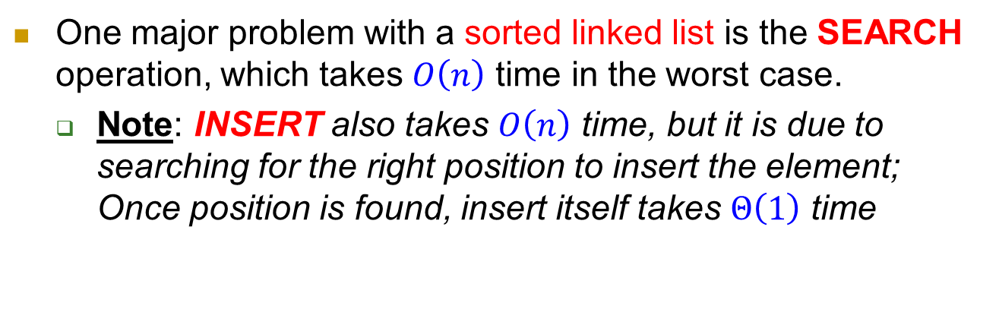 One major problem with a sorted linked list is the SEARCH
operation, which takes O(n) time in the worst case.
Note: INSERT also takes O(n) time, but it is due to
searching for the right position to insert the element;
Once position is found, insert itself takes Θ(1) time